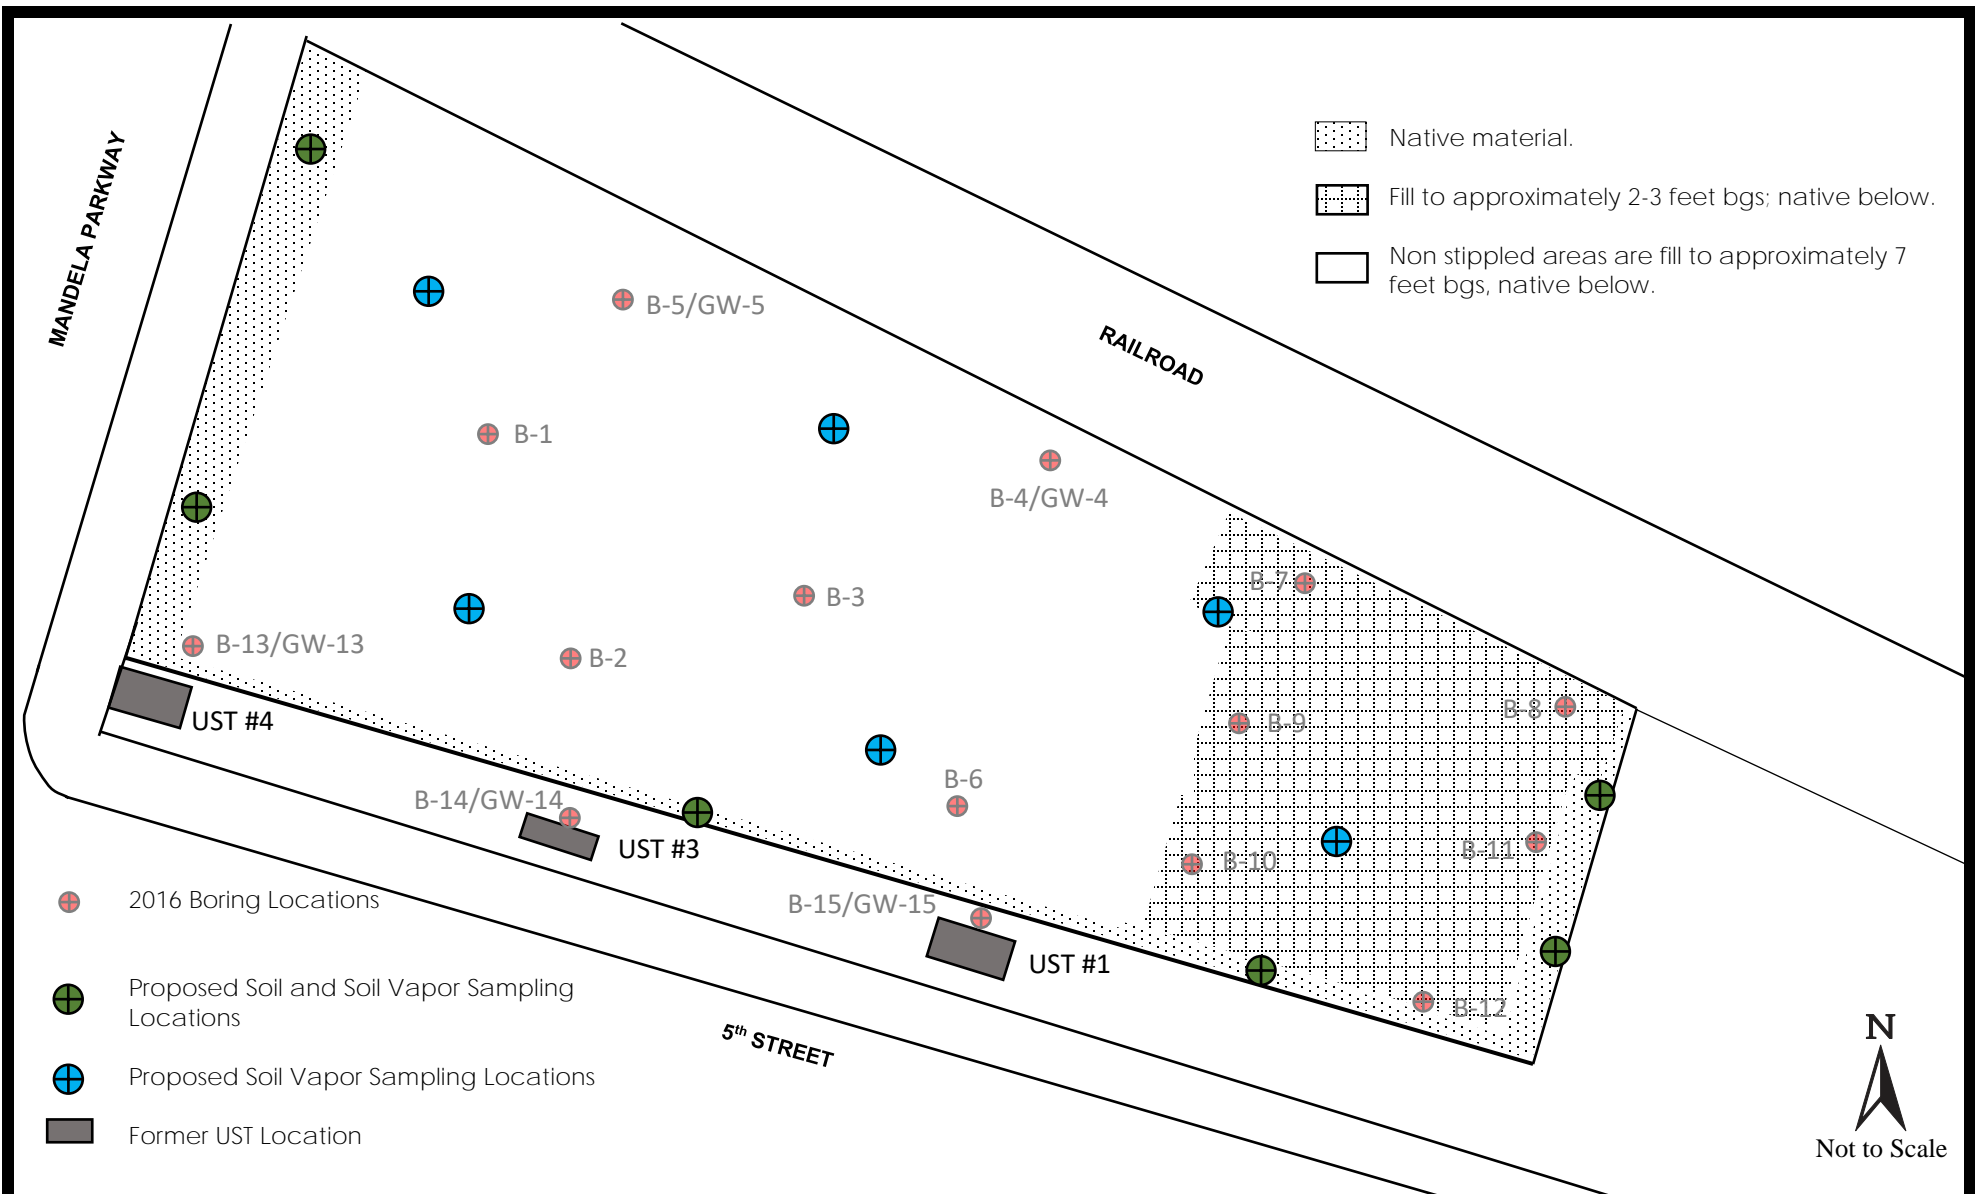 MANDELA PARKWAY
Native material.
Fill to approximately 2-3 feet bgs; native below.
Non stippled areas are fill to approximately 7
feet bgs, native below.
B-5/GW-5
RAILROAD
B-1
B-4/GW-4
B-7
B-3
B-13/GW-13
B-2
B-8
UST #4
B-9
B-6
B-14/GW-14
UST #3
B-11
B-10
B-15/GW-15
UST #1
B-12
5th STREET
2016 Boring Locations
Proposed Soil and Soil Vapor Sampling
Locations
Proposed Soil Vapor Sampling Locations
Former UST Location
N
Not to Scale